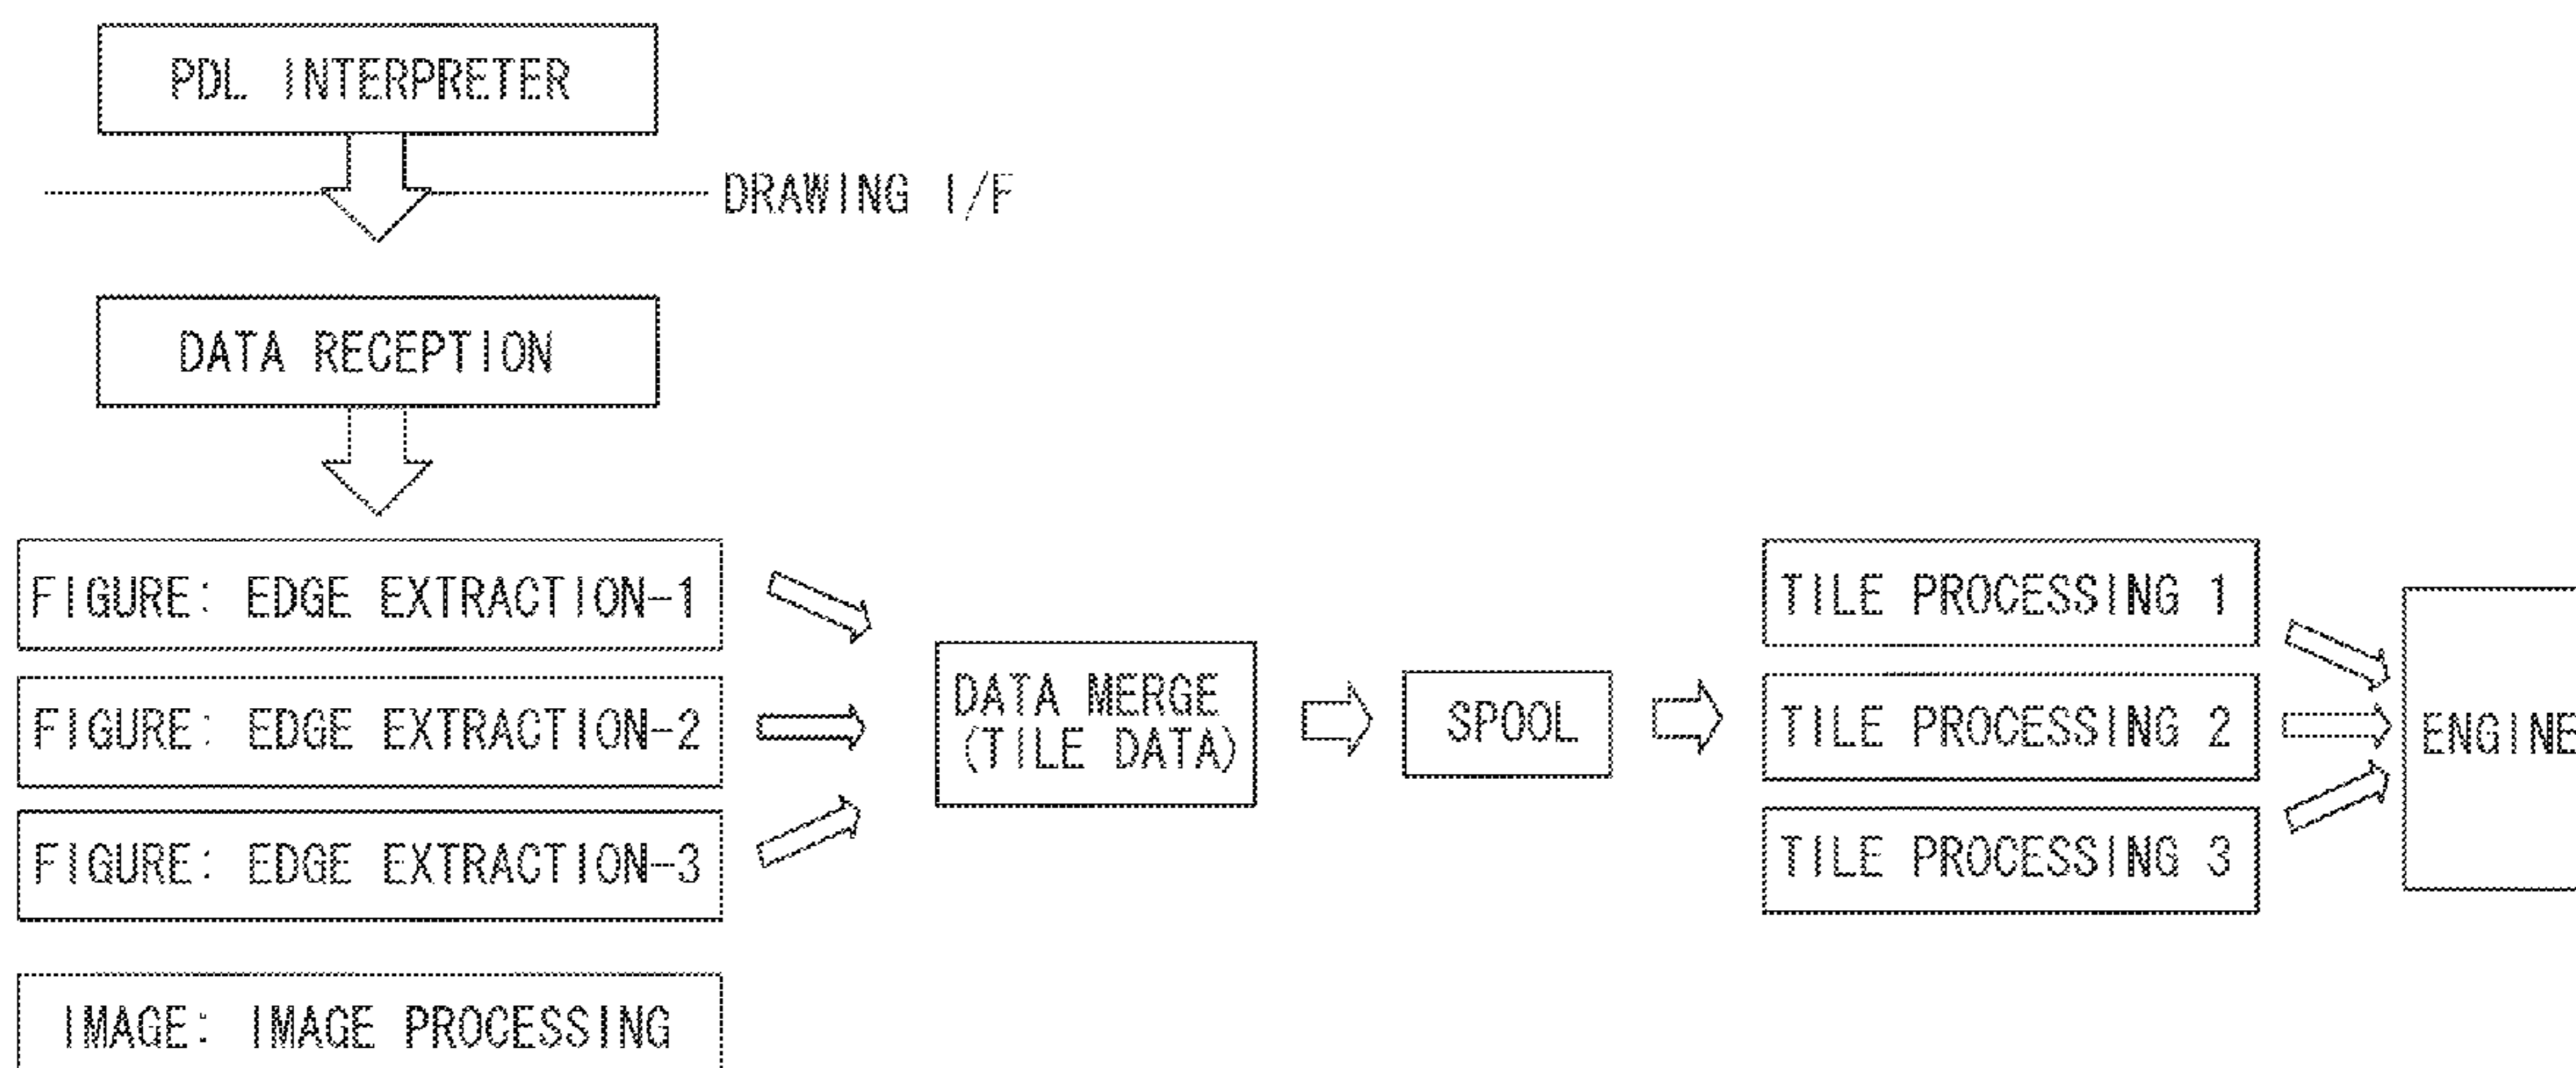 PDL INTERPRETER
DRAWING I/F
DATA RECEPTION
FIGURE: EDGE EXTRACTION-1
FIGURE: EDGE EXTRACTION-2
FIGURE: EDGE EXTRACTION-3
IMAGE: IMAGE PROCESSING
DATA MERGE
(TILE DATA)
SPOOL
TILE PROCESSING 1
TILE PROCESSING 2
TILE PROCESSING 3
ENGINE